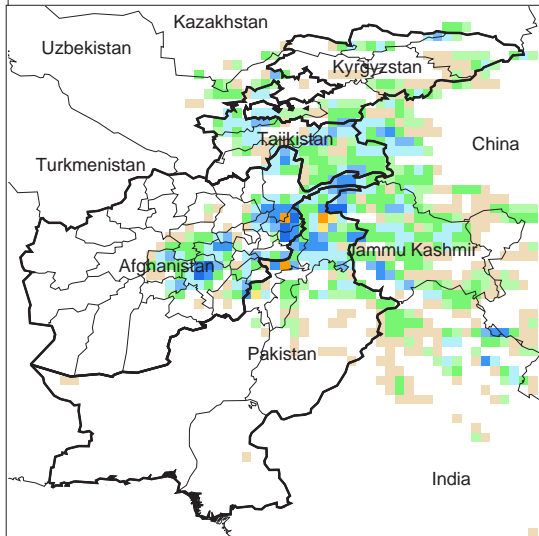 Kazakhstan
Uzbekistan
Kyrgyzstan
Tajikistan
China
Turkmenistan
Jammu Kashmir
Afghanistan
Pakistan
India